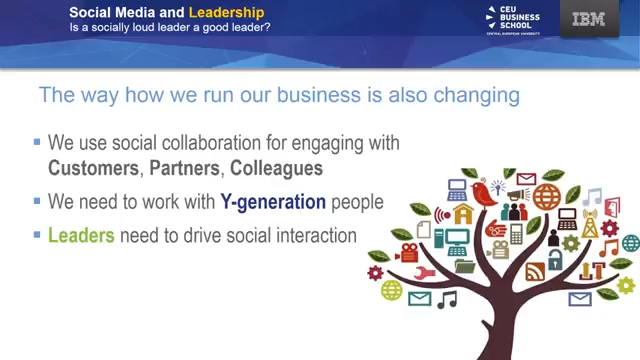 Social Media and Leadership
Is a socially loud leader a good leader?
CEU
BUSINESS
SCHOOL
CENTRAL EUROPEAN UNIVERSITY
IBM
The way how we run our business is also changing
We use social collaboration for engaging with
Customers, Partners, Colleagues
We need to work with Y-generation people
Leaders need to drive social interaction